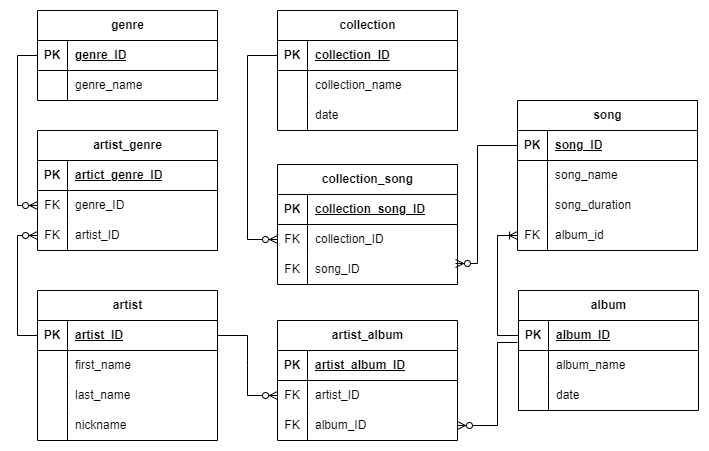 genre
PK genre_ID
genre_name
artist_genre
PK artict_genre_ID
FK genre_ID
FK artist_ID
artist
PK artist_ID
first_name
last_name
nickname
collection
PK collection_ID
collection_name
date
collection_song
PK collection_song_ID
FK collection_ID
FK song_ID
artist_album
PK artist_album_ID
FK artist_ID
FK album_ID
song
PK song_ID
song_name
song_duration
FK album_id
album
PK album_ID
album_name
date